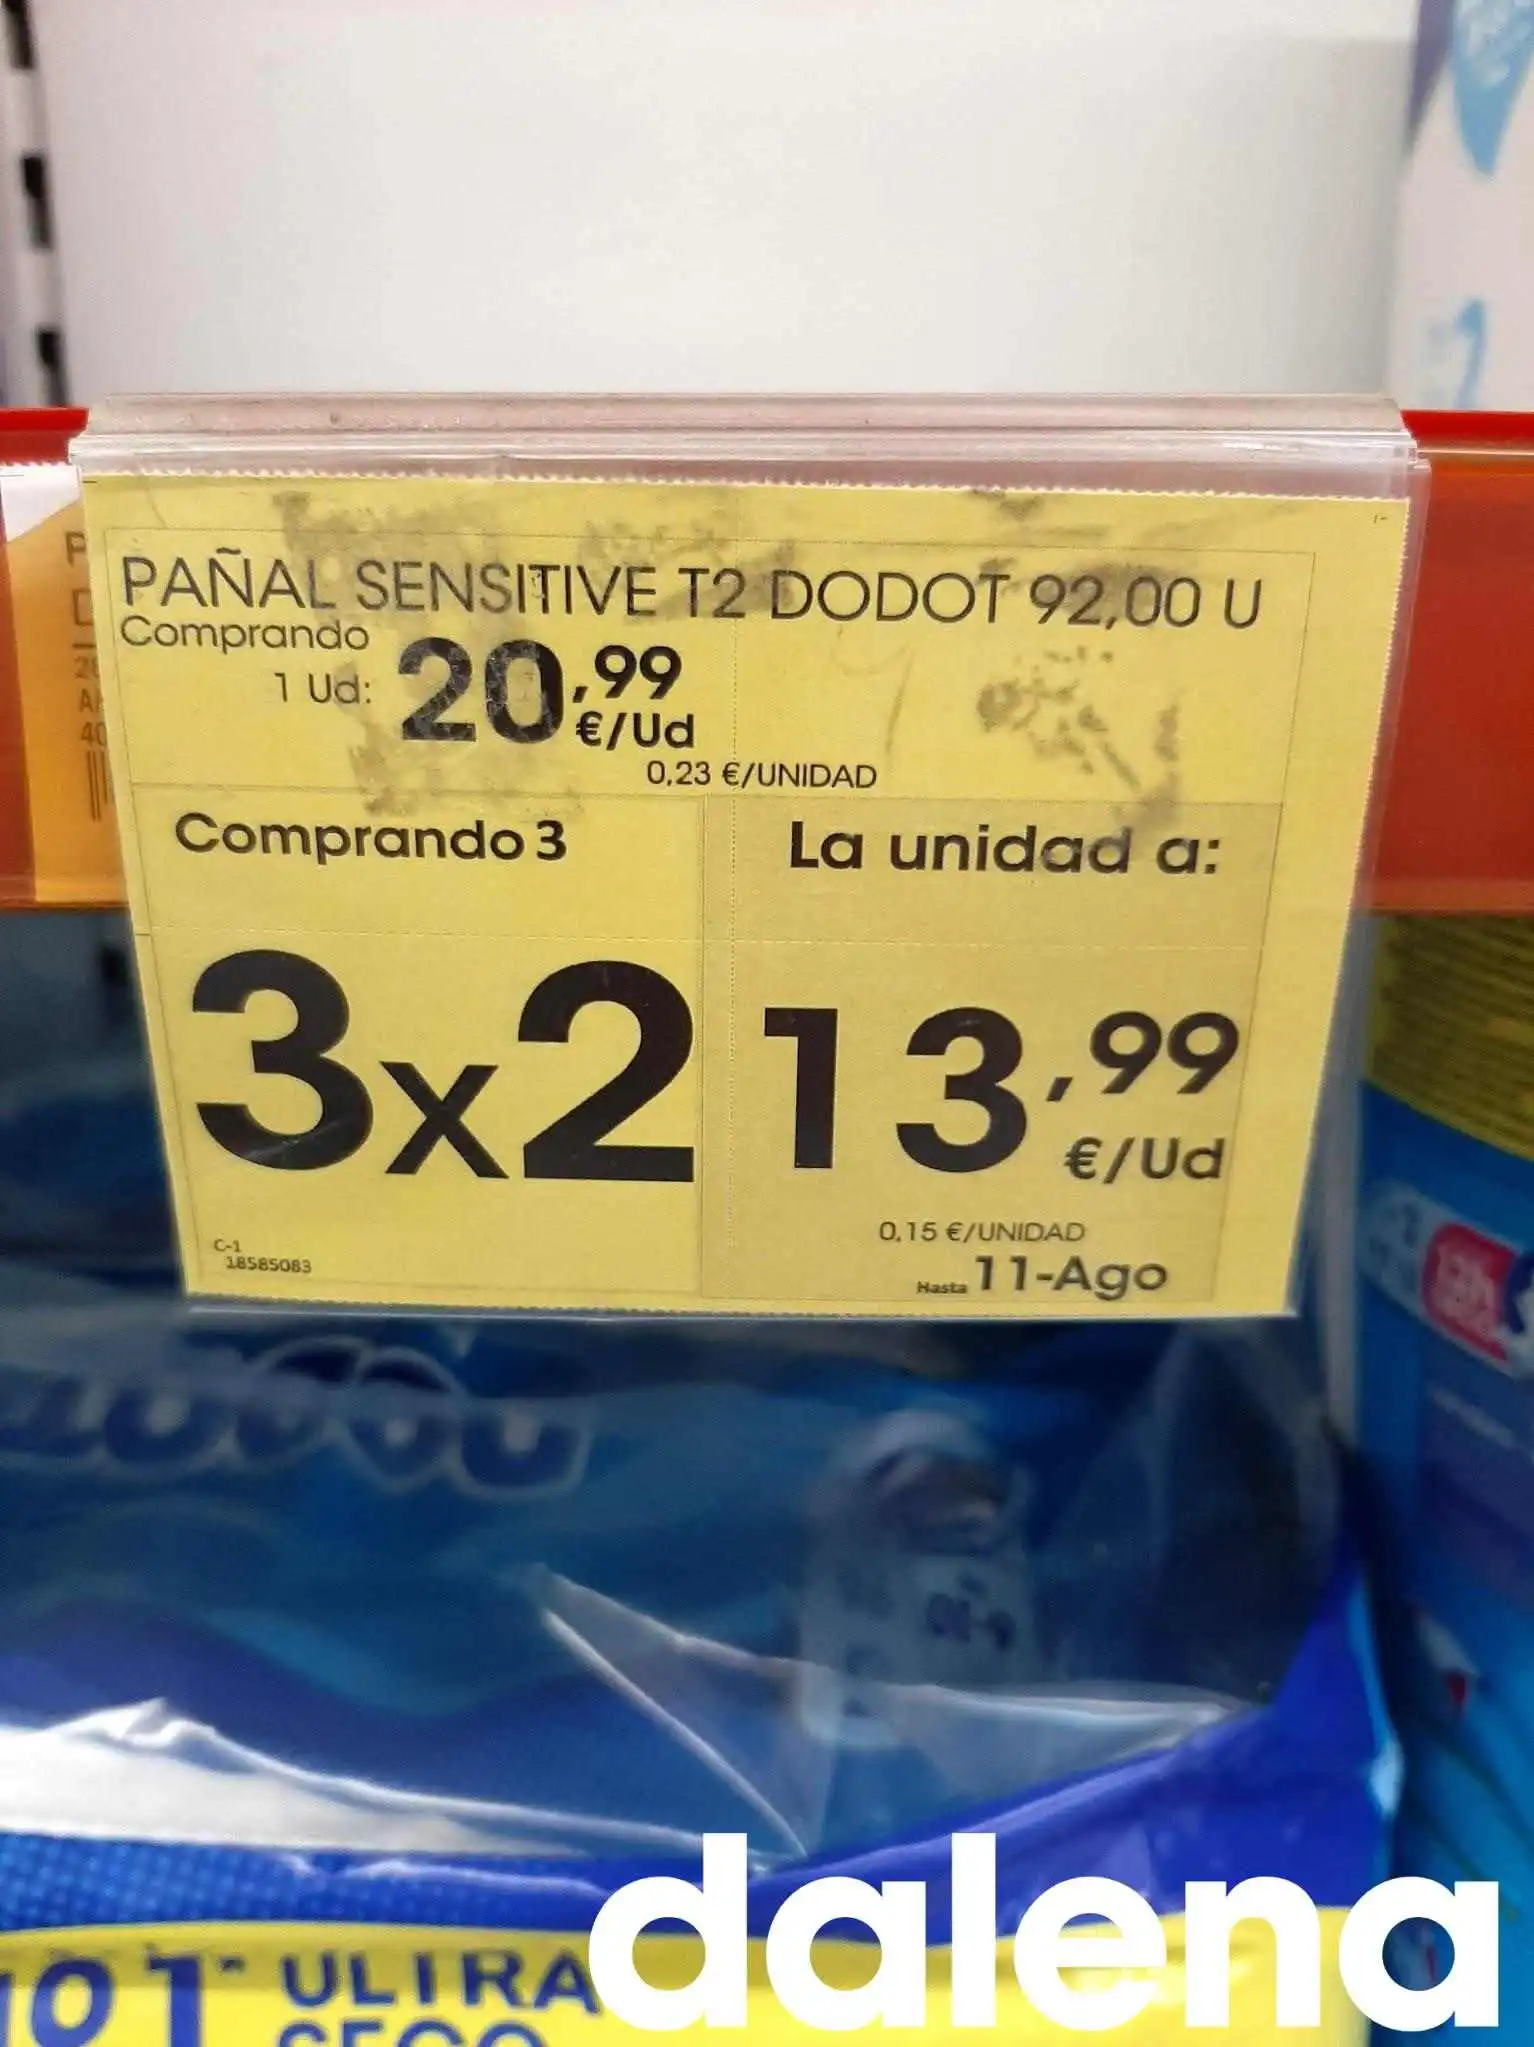 PAÑAL SENSITIVE T2 DODOT 92,00 U
Comprando
1 Ud: 20,99
€/Ud
0,23 €/UNIDAD
Comprando 3
La unidad a:
3x2
13,99
€/Ud
0,15 €/UNIDAD
Hasta 11-Ago
C-1
18585083
ULTRA
SECO
dalena